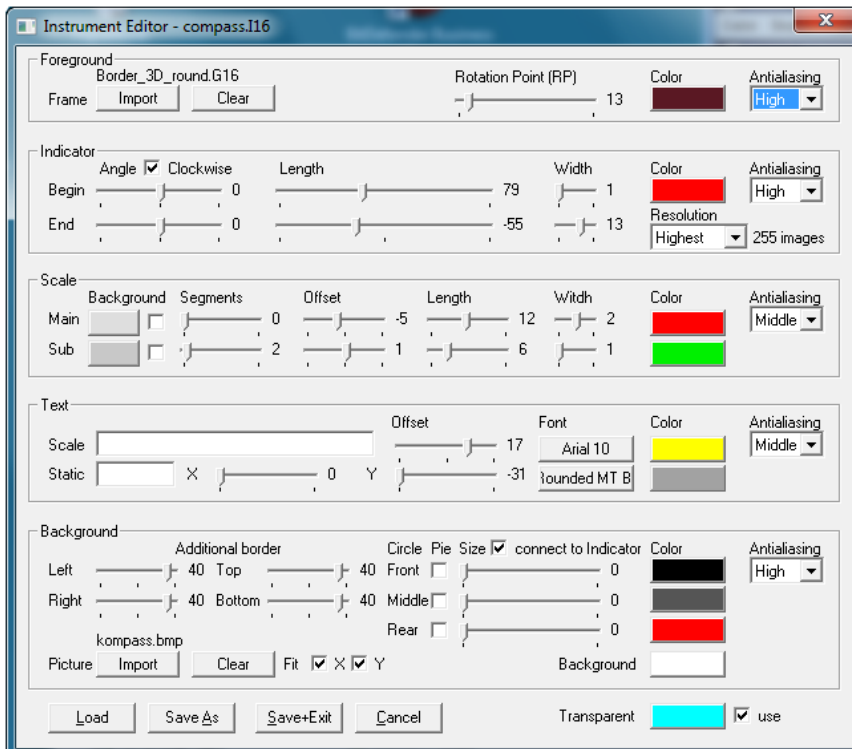 Instrument Editor - compass.I16
Foreground
Border_3D_round.G16
Rotation Point (RP) Color Antialiasing
Frame Import Clear 13 High
Indicator
Angle Clockwise Length Width Color Antialiasing
Begin 0 79 1 High
End 0 -55 13
Resolution
Highest 255 images
Scale
Background Segments Offset Length Witdh Color Antialiasing
Main 0 -5 12 2 Middle
Sub 2 1 6 1
Text
Offset Font Color Antialiasing
Scale 17 Arial 10 Middle
Static X 0 Y -31 Rounded MT B
Background
Additional border Circle Pie Size connect to Indicator Color Antialiasing
Left 40 Top 40 Front 0 High
Right 40 Bottom 40 Middle 0
Rear 0
kompass.bmp
Picture Import Clear Fit X Y Background
Load Save As Save+Exit Cancel Transparent use